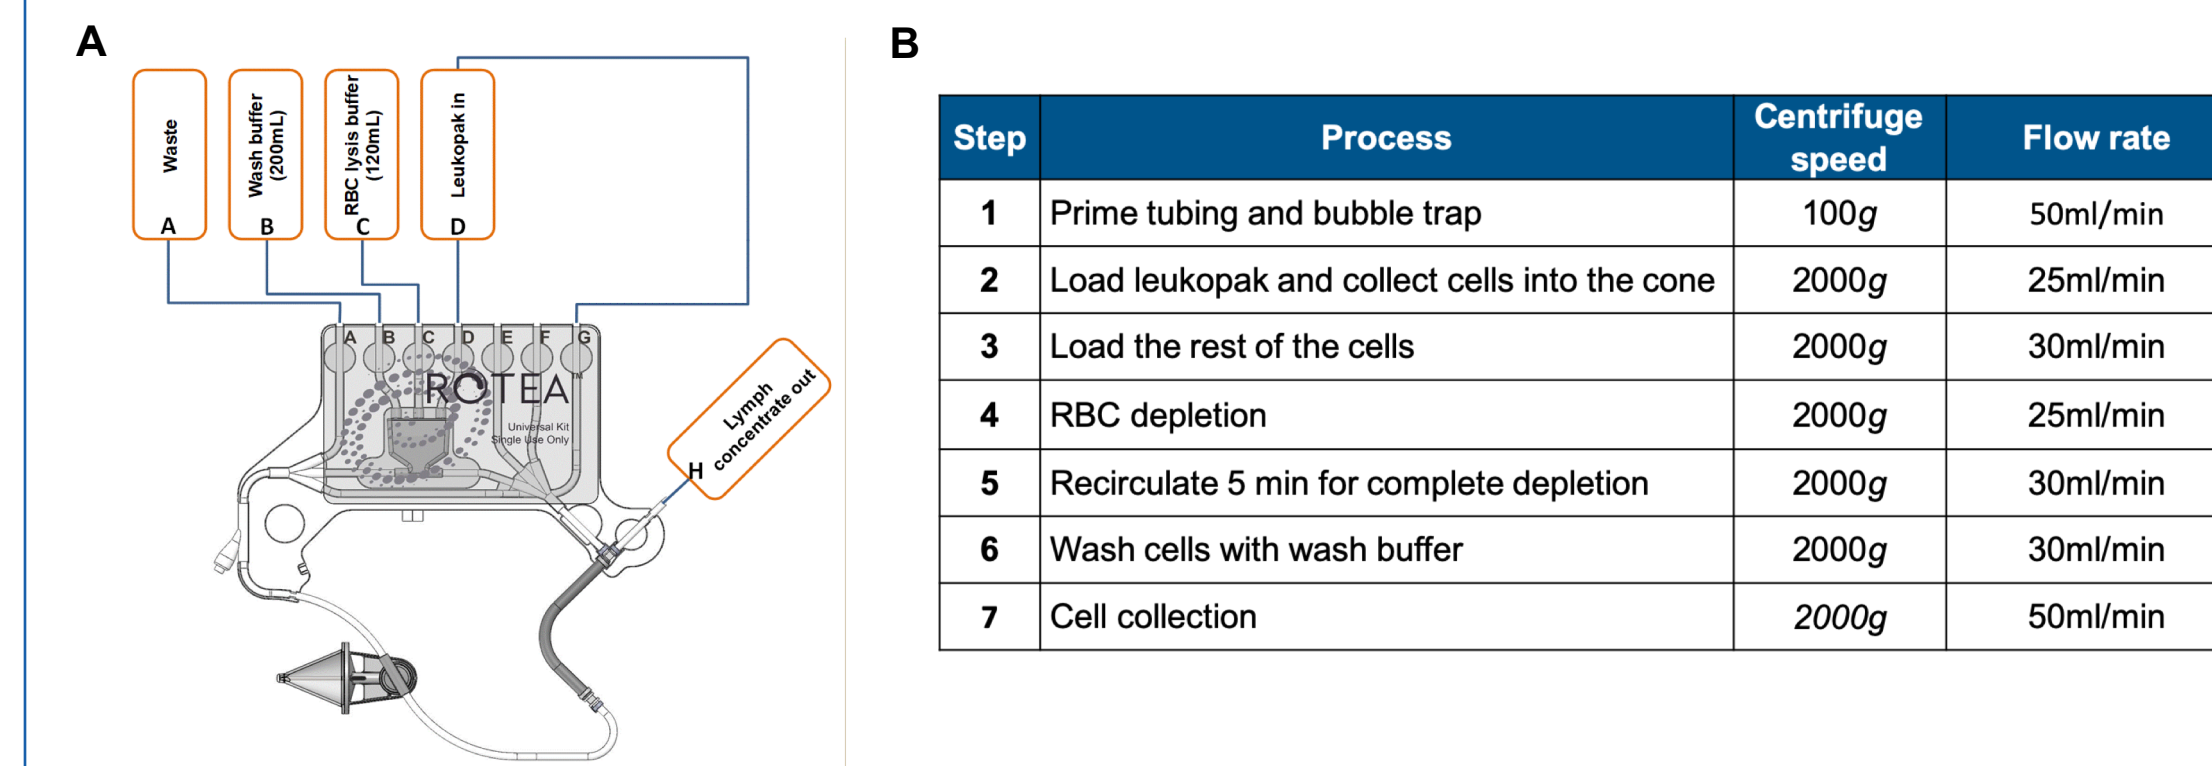 A
Waste
A
Wash buffer
(200mL)
B
RBC lysis buffer
(120mL)
C
Leukopak in
D
A B C D E F G
ROTEA™
Universal Kit
Single Use Only
Lymph
concentrate out
H
B
Step Process Centrifuge speed Flow rate
1 Prime tubing and bubble trap 100g 50ml/min
2 Load leukopak and collect cells into the cone 2000g 25ml/min
3 Load the rest of the cells 2000g 30ml/min
4 RBC depletion 2000g 25ml/min
5 Recirculate 5 min for complete depletion 2000g 30ml/min
6 Wash cells with wash buffer 2000g 30ml/min
7 Cell collection 2000g 50ml/min